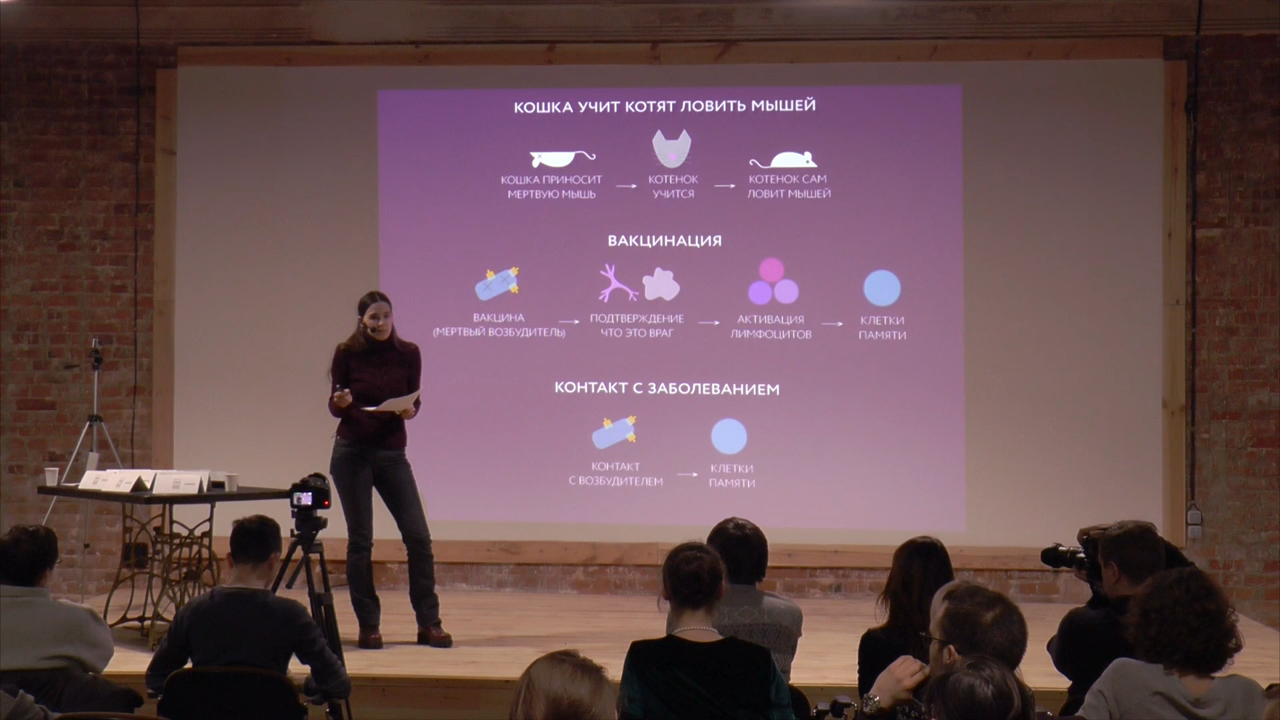 КОШКА УЧИТ КОТЯТ ЛОВИТЬ МЫШЕЙ
КОШКА ПРИНОСИТ
МЕРТВУЮ МЫШЬ
КОТЕНОК
УЧИТСЯ
КОТЕНОК САМ
ЛОВИТ МЫШЕЙ
ВАКЦИНАЦИЯ
ВАКЦИНА
(МЕРТВЫЙ ВОЗБУДИТЕЛЬ)
ПОДТВЕРЖДЕНИЕ
ЧТО ЭТО ВРАГ
АКТИВАЦИЯ
ЛИМФОЦИТОВ
КЛЕТКИ
ПАМЯТИ
КОНТАКТ С ЗАБОЛЕВАНИЕМ
КОНТАКТ
С ВОЗБУДИТЕЛЕМ
КЛЕТКИ
ПАМЯТИ